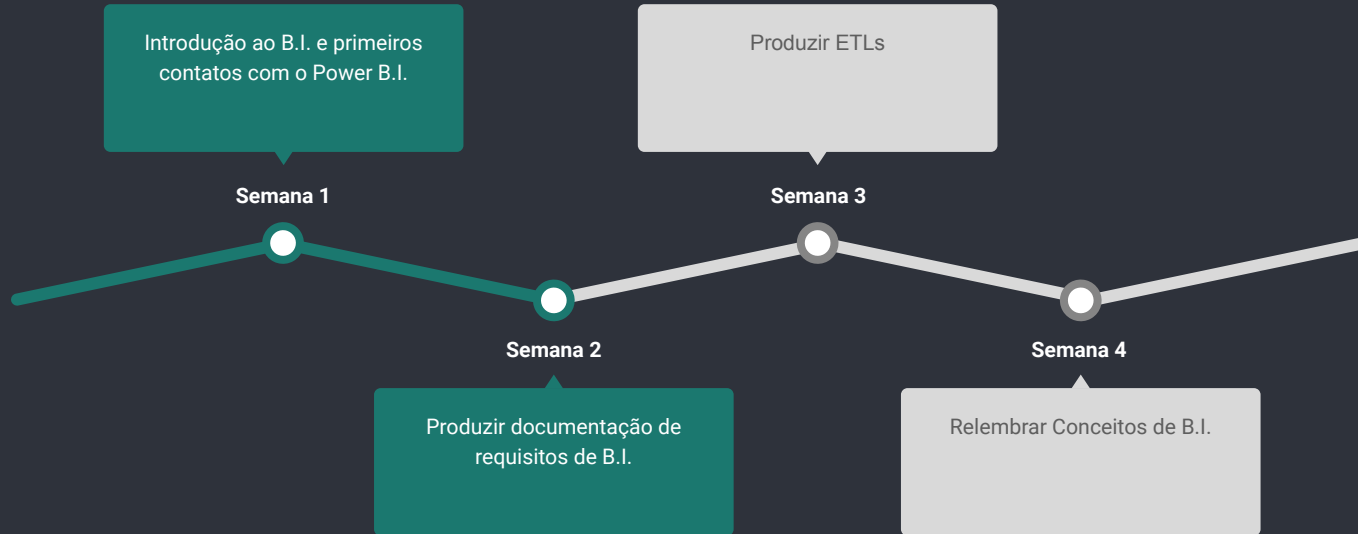 Introdução ao B.I. e primeiros
contatos com o Power B.I.
Semana 1
Semana 2
Produzir documentação de
requisitos de B.I.
Produzir ETLs
Semana 3
Semana 4
Relembrar Conceitos de B.I.